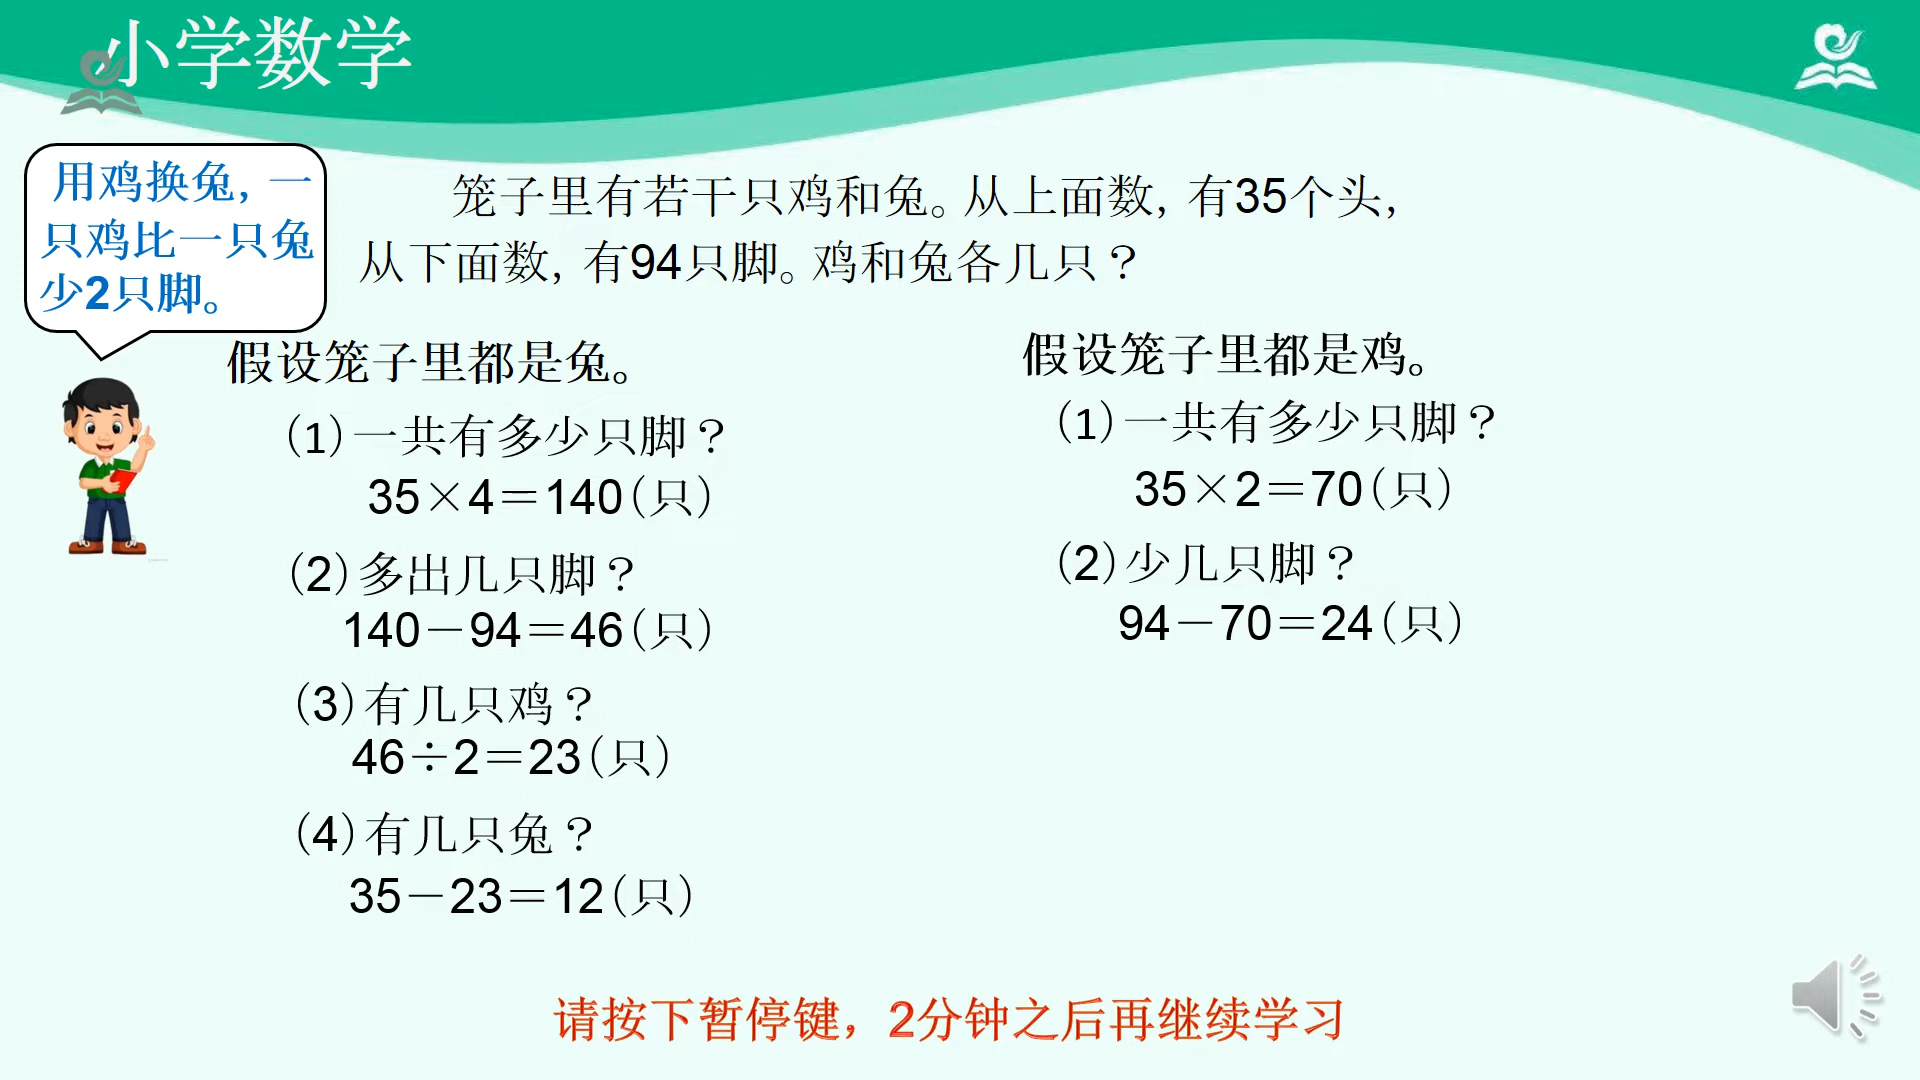 小学数学
用鸡换兔，一
只鸡比一只兔
少2只脚。
笼子里有若干只鸡和兔。从上面数，有35个头，
从下面数，有94只脚。鸡和兔各几只？
假设笼子里都是兔。
（1）一共有多少只脚？
35×4＝140（只）
（2）多出几只脚？
140－94＝46（只）
（3）有几只鸡？
46÷2＝23（只）
（4）有几只兔？
35－23＝12（只）
假设笼子里都是鸡。
（1）一共有多少只脚？
35×2＝70（只）
（2）少几只脚？
94－70＝24（只）
请按下暂停键，2分钟之后再继续学习